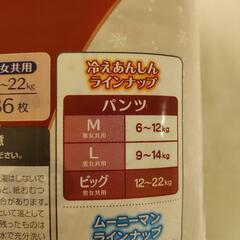 女共用
~22kg
36枚
冷えあんしん
ラインナップ
パンツ
M 男女共用 6~12kg
L 男女共用 9~14kg
ビッグ 男女共用 12~22kg
ムーニーマン
ラインナップ